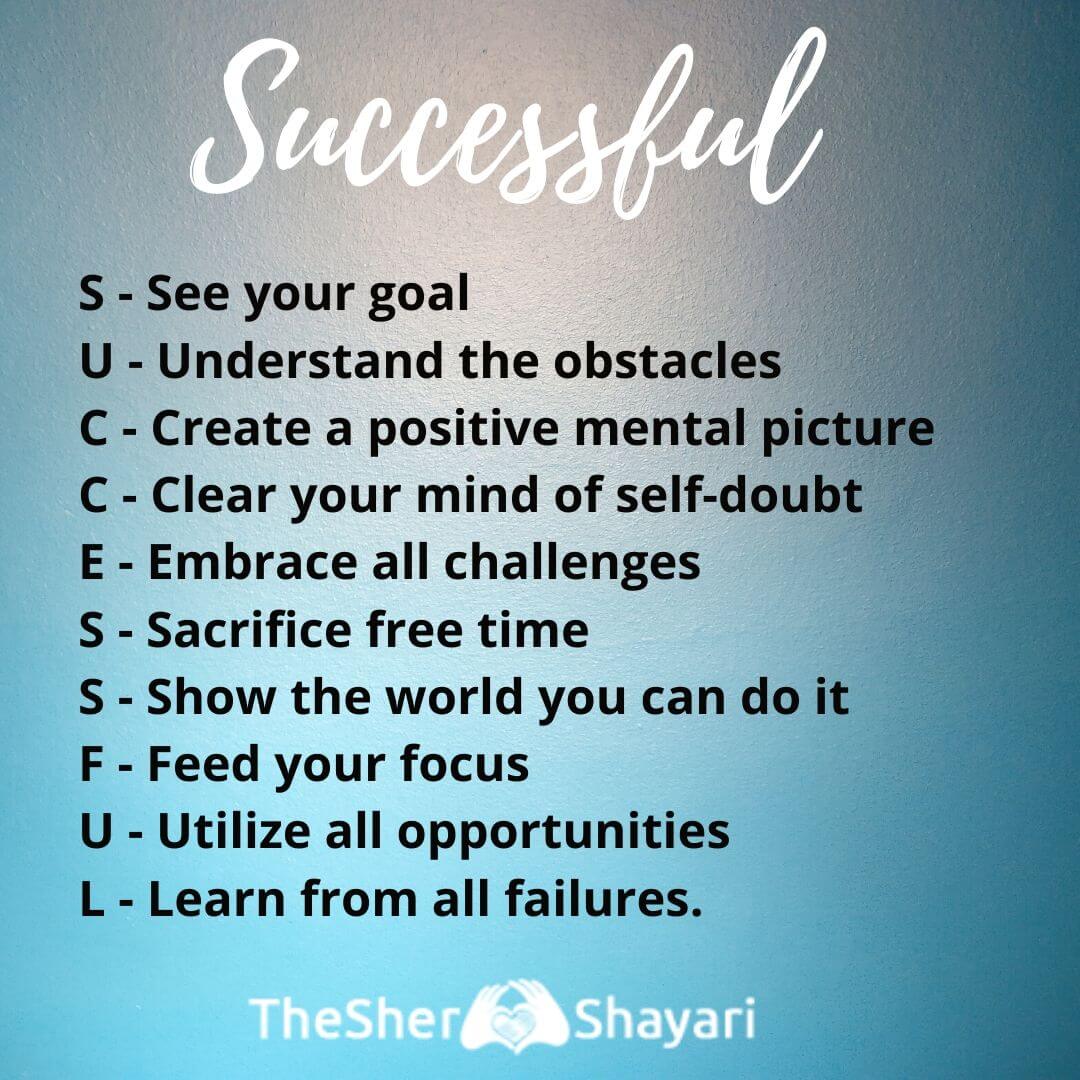 Successful
S - See your goal
U - Understand the obstacles
C - Create a positive mental picture
C - Clear your mind of self-doubt
E - Embrace all challenges
S - Sacrifice free time
S - Show the world you can do it
F - Feed your focus
U - Utilize all opportunities
L - Learn from all failures.
TheSher Shayari